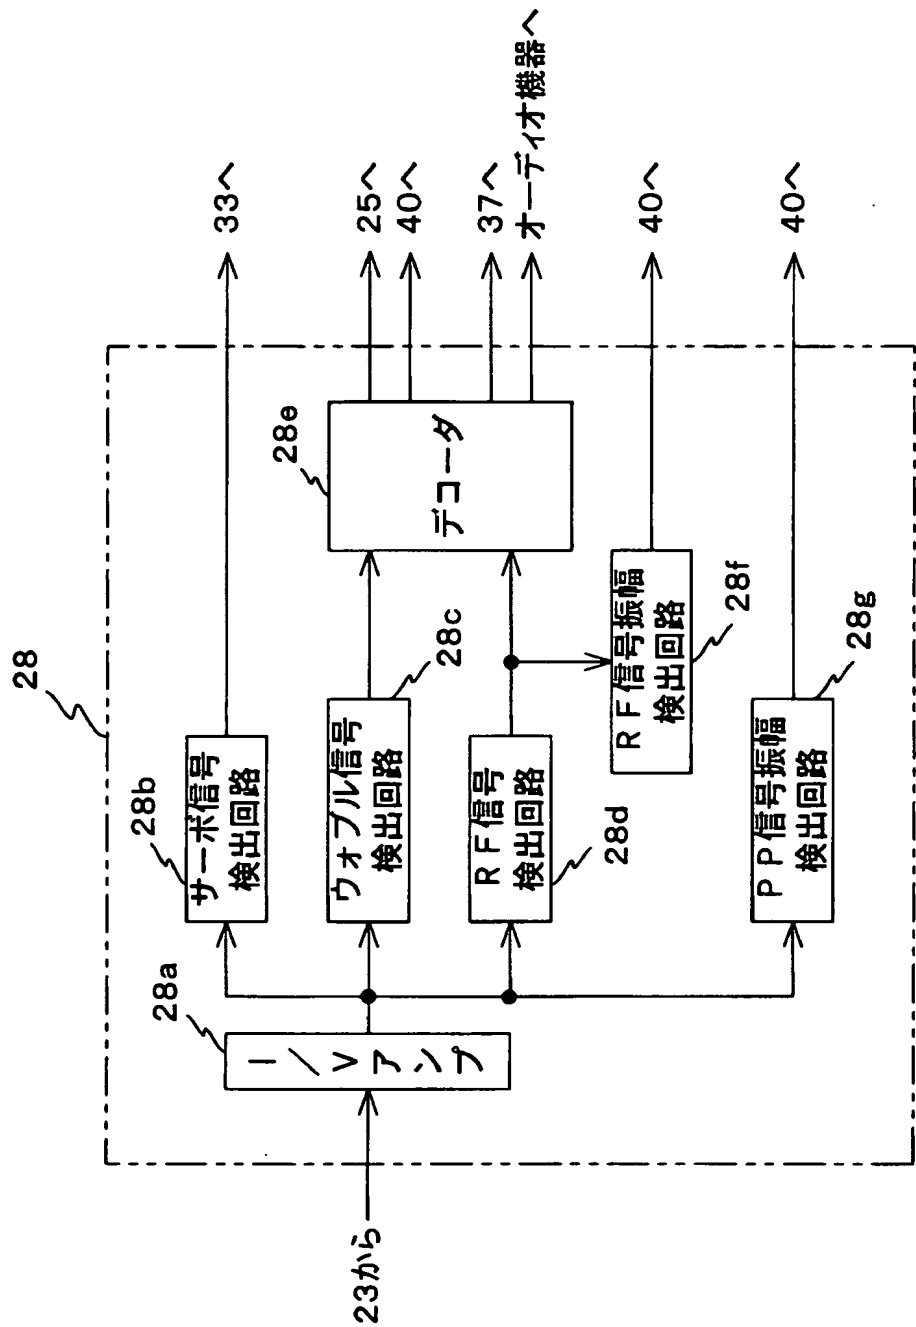 28
23から
28a
I／Vアンプ
28b
サーボ信号
検出回路
33へ
ウォブル信号
検出回路
28c
デコーダ
28e
25へ
40へ
37へ
オーディオ機器へ
RF信号
検出回路
28d
RF信号振幅
検出回路
28f
40へ
PP信号振幅
検出回路
28g
40へ